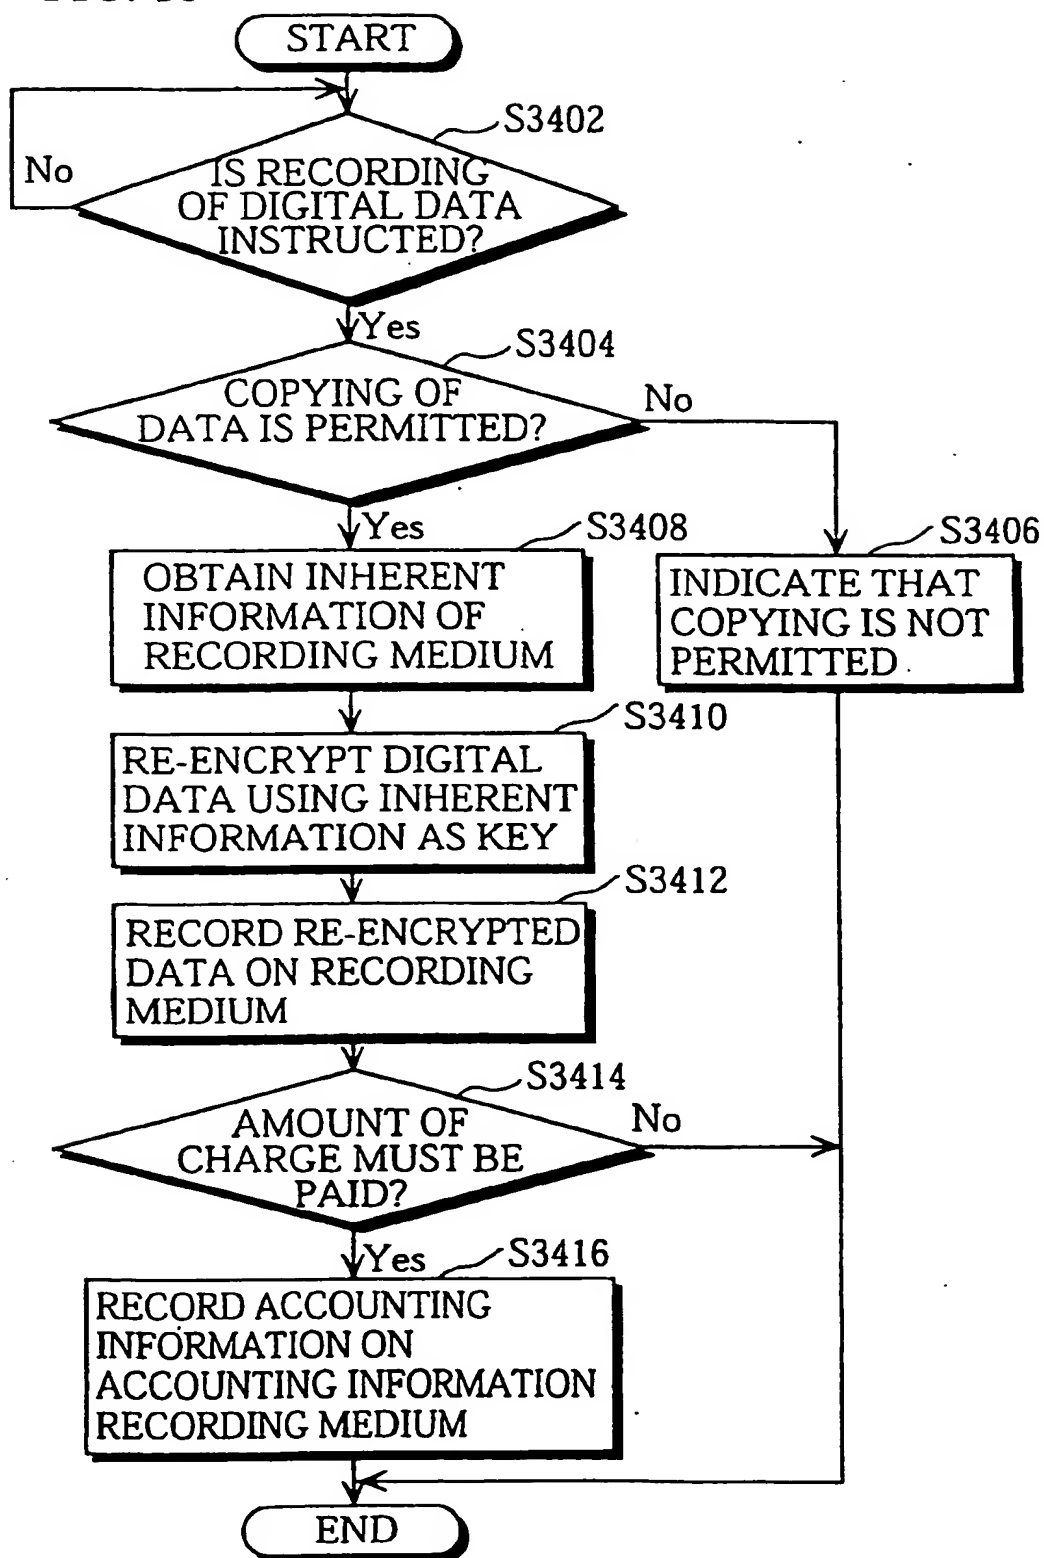 START
S3402
No
IS RECORDING
OF DIGITAL DATA
INSTRUCTED?
Yes
S3404
COPYING OF
DATA IS PERMITTED?
No
Yes
S3408
S3406
OBTAIN INHERENT
INFORMATION OF
RECORDING MEDIUM
INDICATE THAT
COPYING IS NOT
PERMITTED
S3410
RE-ENCRYPT DIGITAL
DATA USING INHERENT
INFORMATION AS KEY
S3412
RECORD RE-ENCRYPTED
DATA ON RECORDING
MEDIUM
S3414
AMOUNT OF
CHARGE MUST BE
PAID?
No
Yes
S3416
RECORD ACCOUNTING
INFORMATION ON
ACCOUNTING INFORMATION
RECORDING MEDIUM
END